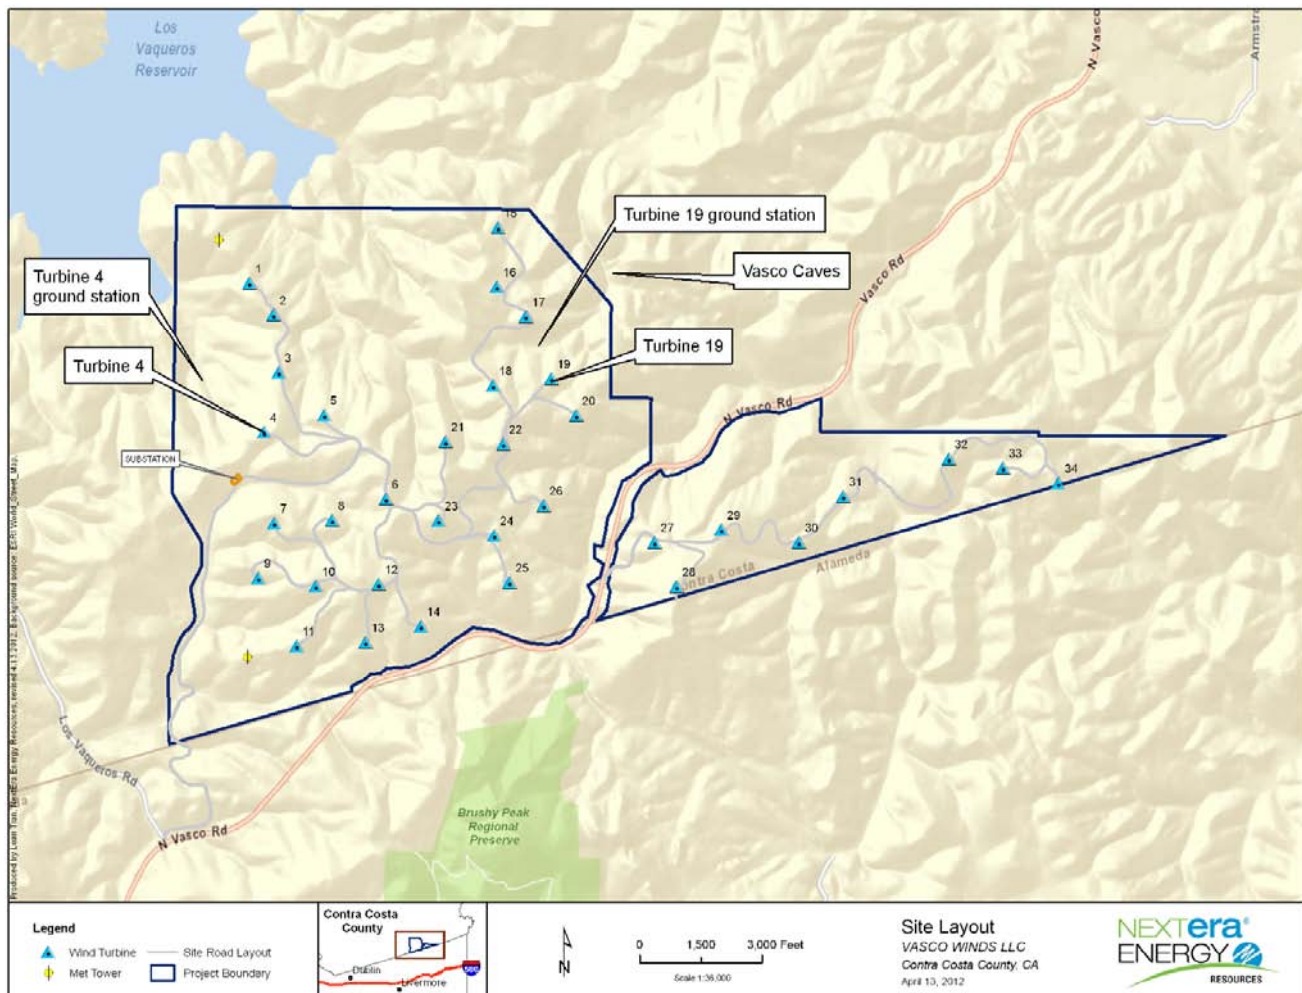 Los
Vaqueros
Reservoir
N Vasco
Armstro
15
Turbine 19 ground station
Vasco Caves
Turbine 4
ground station
1
16
Vasco Rd
2
17
Turbine 19
Turbine 4
3
18
19
4
5
20
N Vasco Rd
21
22
32
SUBSTATION
33
34
6
31
26
7
8
23
24
27
29
30
9
10
12
25
28
Contra Costa
Alameda
11
13
14
Los Vaqueros Rd
N Vasco Rd
Brushy Peak
Regional
Preserve
Legend
Wind Turbine
Site Road Layout
Met Tower
Project Boundary
Contra Costa
County
Dublin
Livermore
580
N
0 1,500 3,000 Feet
Scale 1:36,000
Site Layout
VASCO WINDS LLC
Contra Costa County, CA
April 13, 2012
NEXTera®
ENERGY
RESOURCES